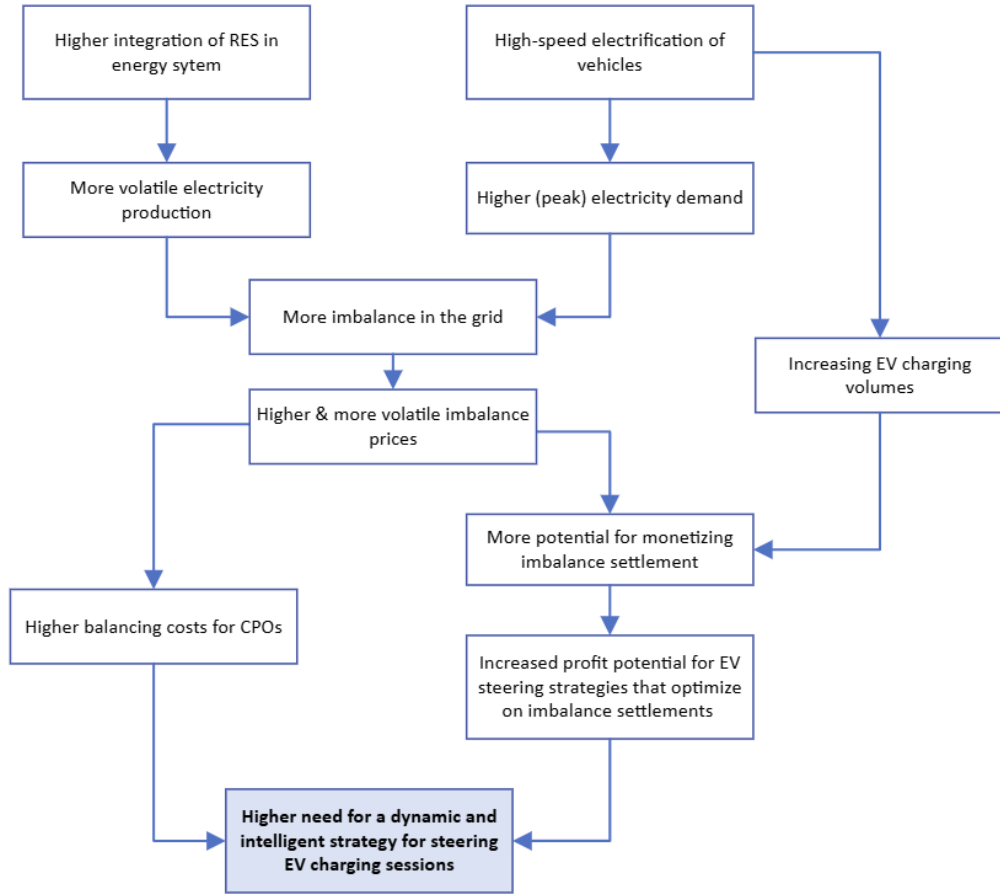 Higher integration of RES in
energy sytem
High-speed electrification of
vehicles
More volatile electricity
production
Higher (peak) electricity demand
More imbalance in the grid
Increasing EV charging
volumes
Higher & more volatile imbalance
prices
More potential for monetizing
imbalance settlement
Higher balancing costs for CPOs
Increased profit potential for EV
steering strategies that optimize
on imbalance settlements
Higher need for a dynamic and
intelligent strategy for steering
EV charging sessions